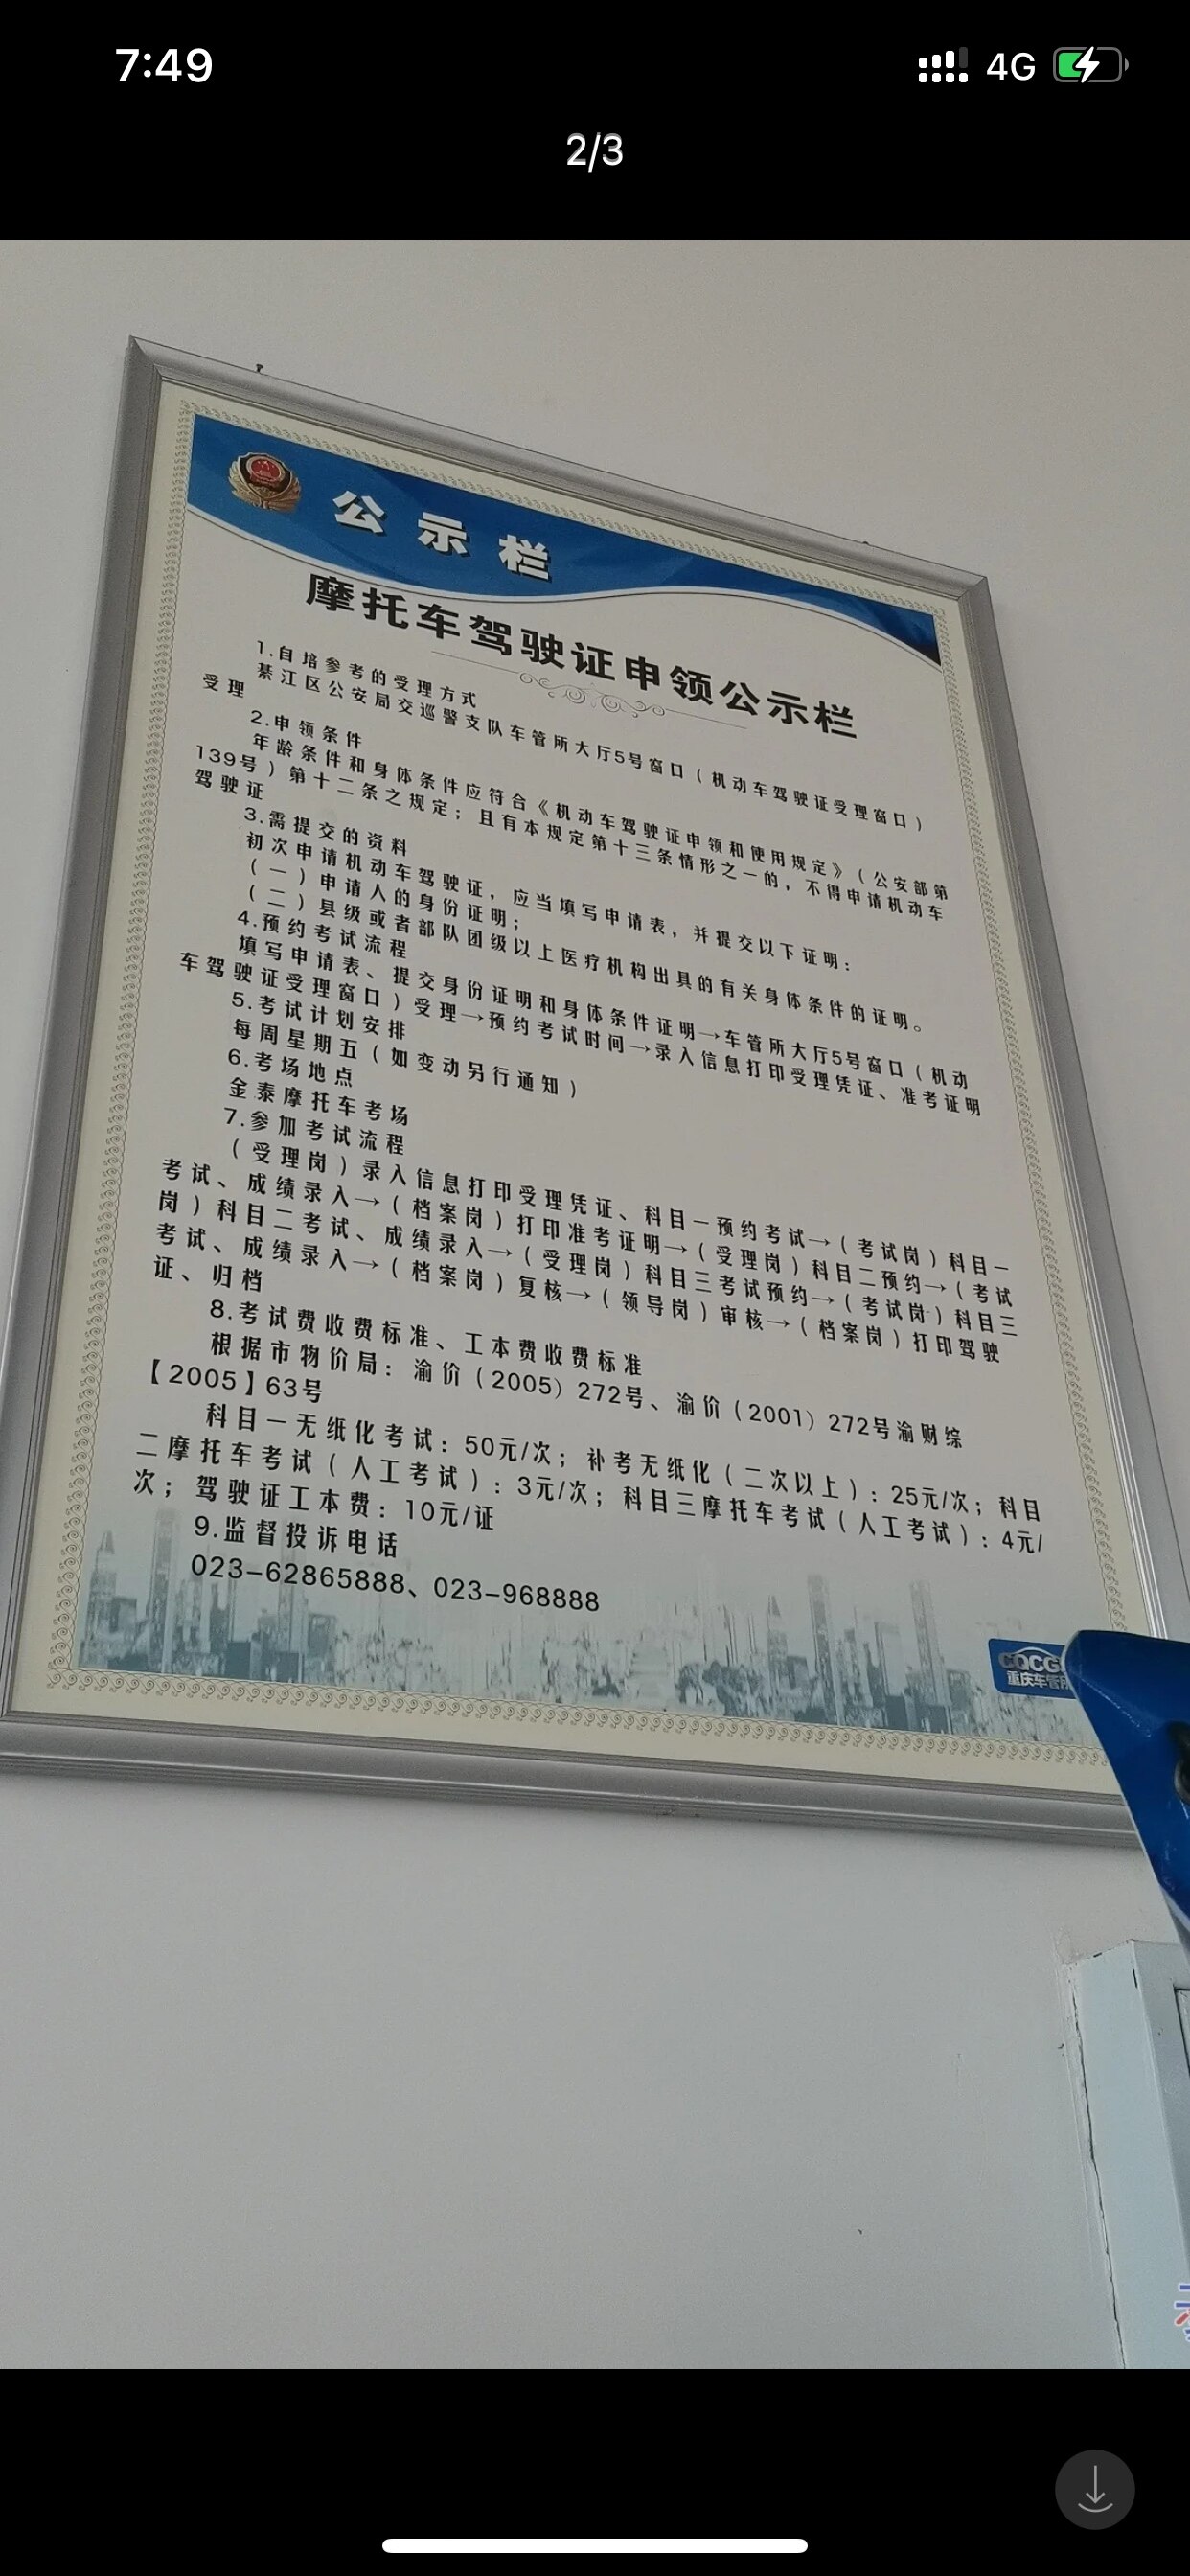 7:49
4G
2/3
公示栏
摩托车驾驶证申领公示栏
1.自培参考的受理方式
綦江区公安局交巡警支队车管所大厅5号窗口（机动车驾驶证受理窗口）
受理
2.申领条件
年龄条件和身体条件应符合《机动车驾驶证申领和使用规定》（公安部第
139号）第十二条之规定；且有本规定第十三条情形之一的，不得申请机动车
驾驶证
3.需提交的资料
初次申请机动车驾驶证，应当填写申请表，并提交以下证明：
（一）申请人的身份证明；
（二）县级或者部队团级以上医疗机构出具的有关身体条件的证明。
4.预约考试流程
填写申请表、提交身份证明和身体条件证明→车管所大厅5号窗口（机动
车驾驶证受理窗口）受理→预约考试时间→录入信息打印受理凭证、准考证明
5.考试计划安排
每周星期五（如变动另行通知）
6.考场地点
金泰摩托车考场
7.参加考试流程
（受理岗）录入信息打印受理凭证、科目一预约考试→（考试岗）科目一
考试、成绩录入→（档案岗）打印准考证明→（受理岗）科目二预约→（考试
岗）科目二考试、成绩录入→（受理岗）科目三考试预约→（考试岗）科目三
考试、成绩录入→（档案岗）复核→（领导岗）审核→（档案岗）打印驾驶
证、归档
8.考试费收费标准、工本费收费标准
根据市物价局：渝价（2005）272号、渝价（2001）272号渝财综
【2005】63号
科目一无纸化考试：50元/次；补考无纸化（二次以上）：25元/次；科目
二摩托车考试（人工考试）：3元/次；科目三摩托车考试（人工考试）：4元/
次；驾驶证工本费：10元/证
9.监督投诉电话
023-62865888、023-968888
CQCG
重庆车管